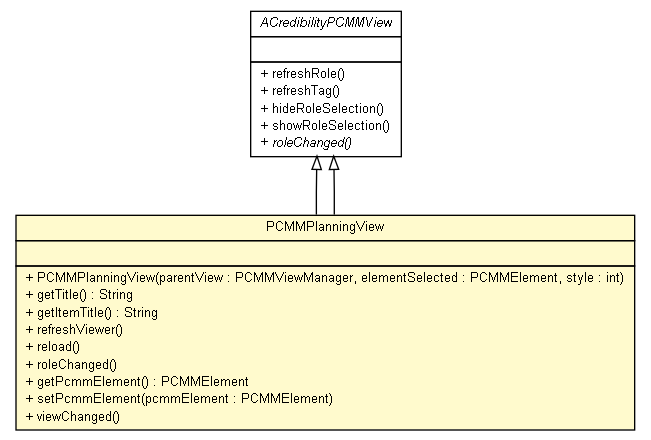 ACredibilityPCMMView
+ refreshRole()
+ refreshTag()
+ hideRoleSelection()
+ showRoleSelection()
+ roleChanged()
PCMMPlanningView
+ PCMMPlanningView(parentView : PCMMViewManager, elementSelected : PCMMElement, style : int)
+ getTitle() : String
+ getItemTitle() : String
+ refreshViewer()
+ reload()
+ roleChanged()
+ getPcmmElement() : PCMMElement
+ setPcmmElement(pcmmElement : PCMMElement)
+ viewChanged()